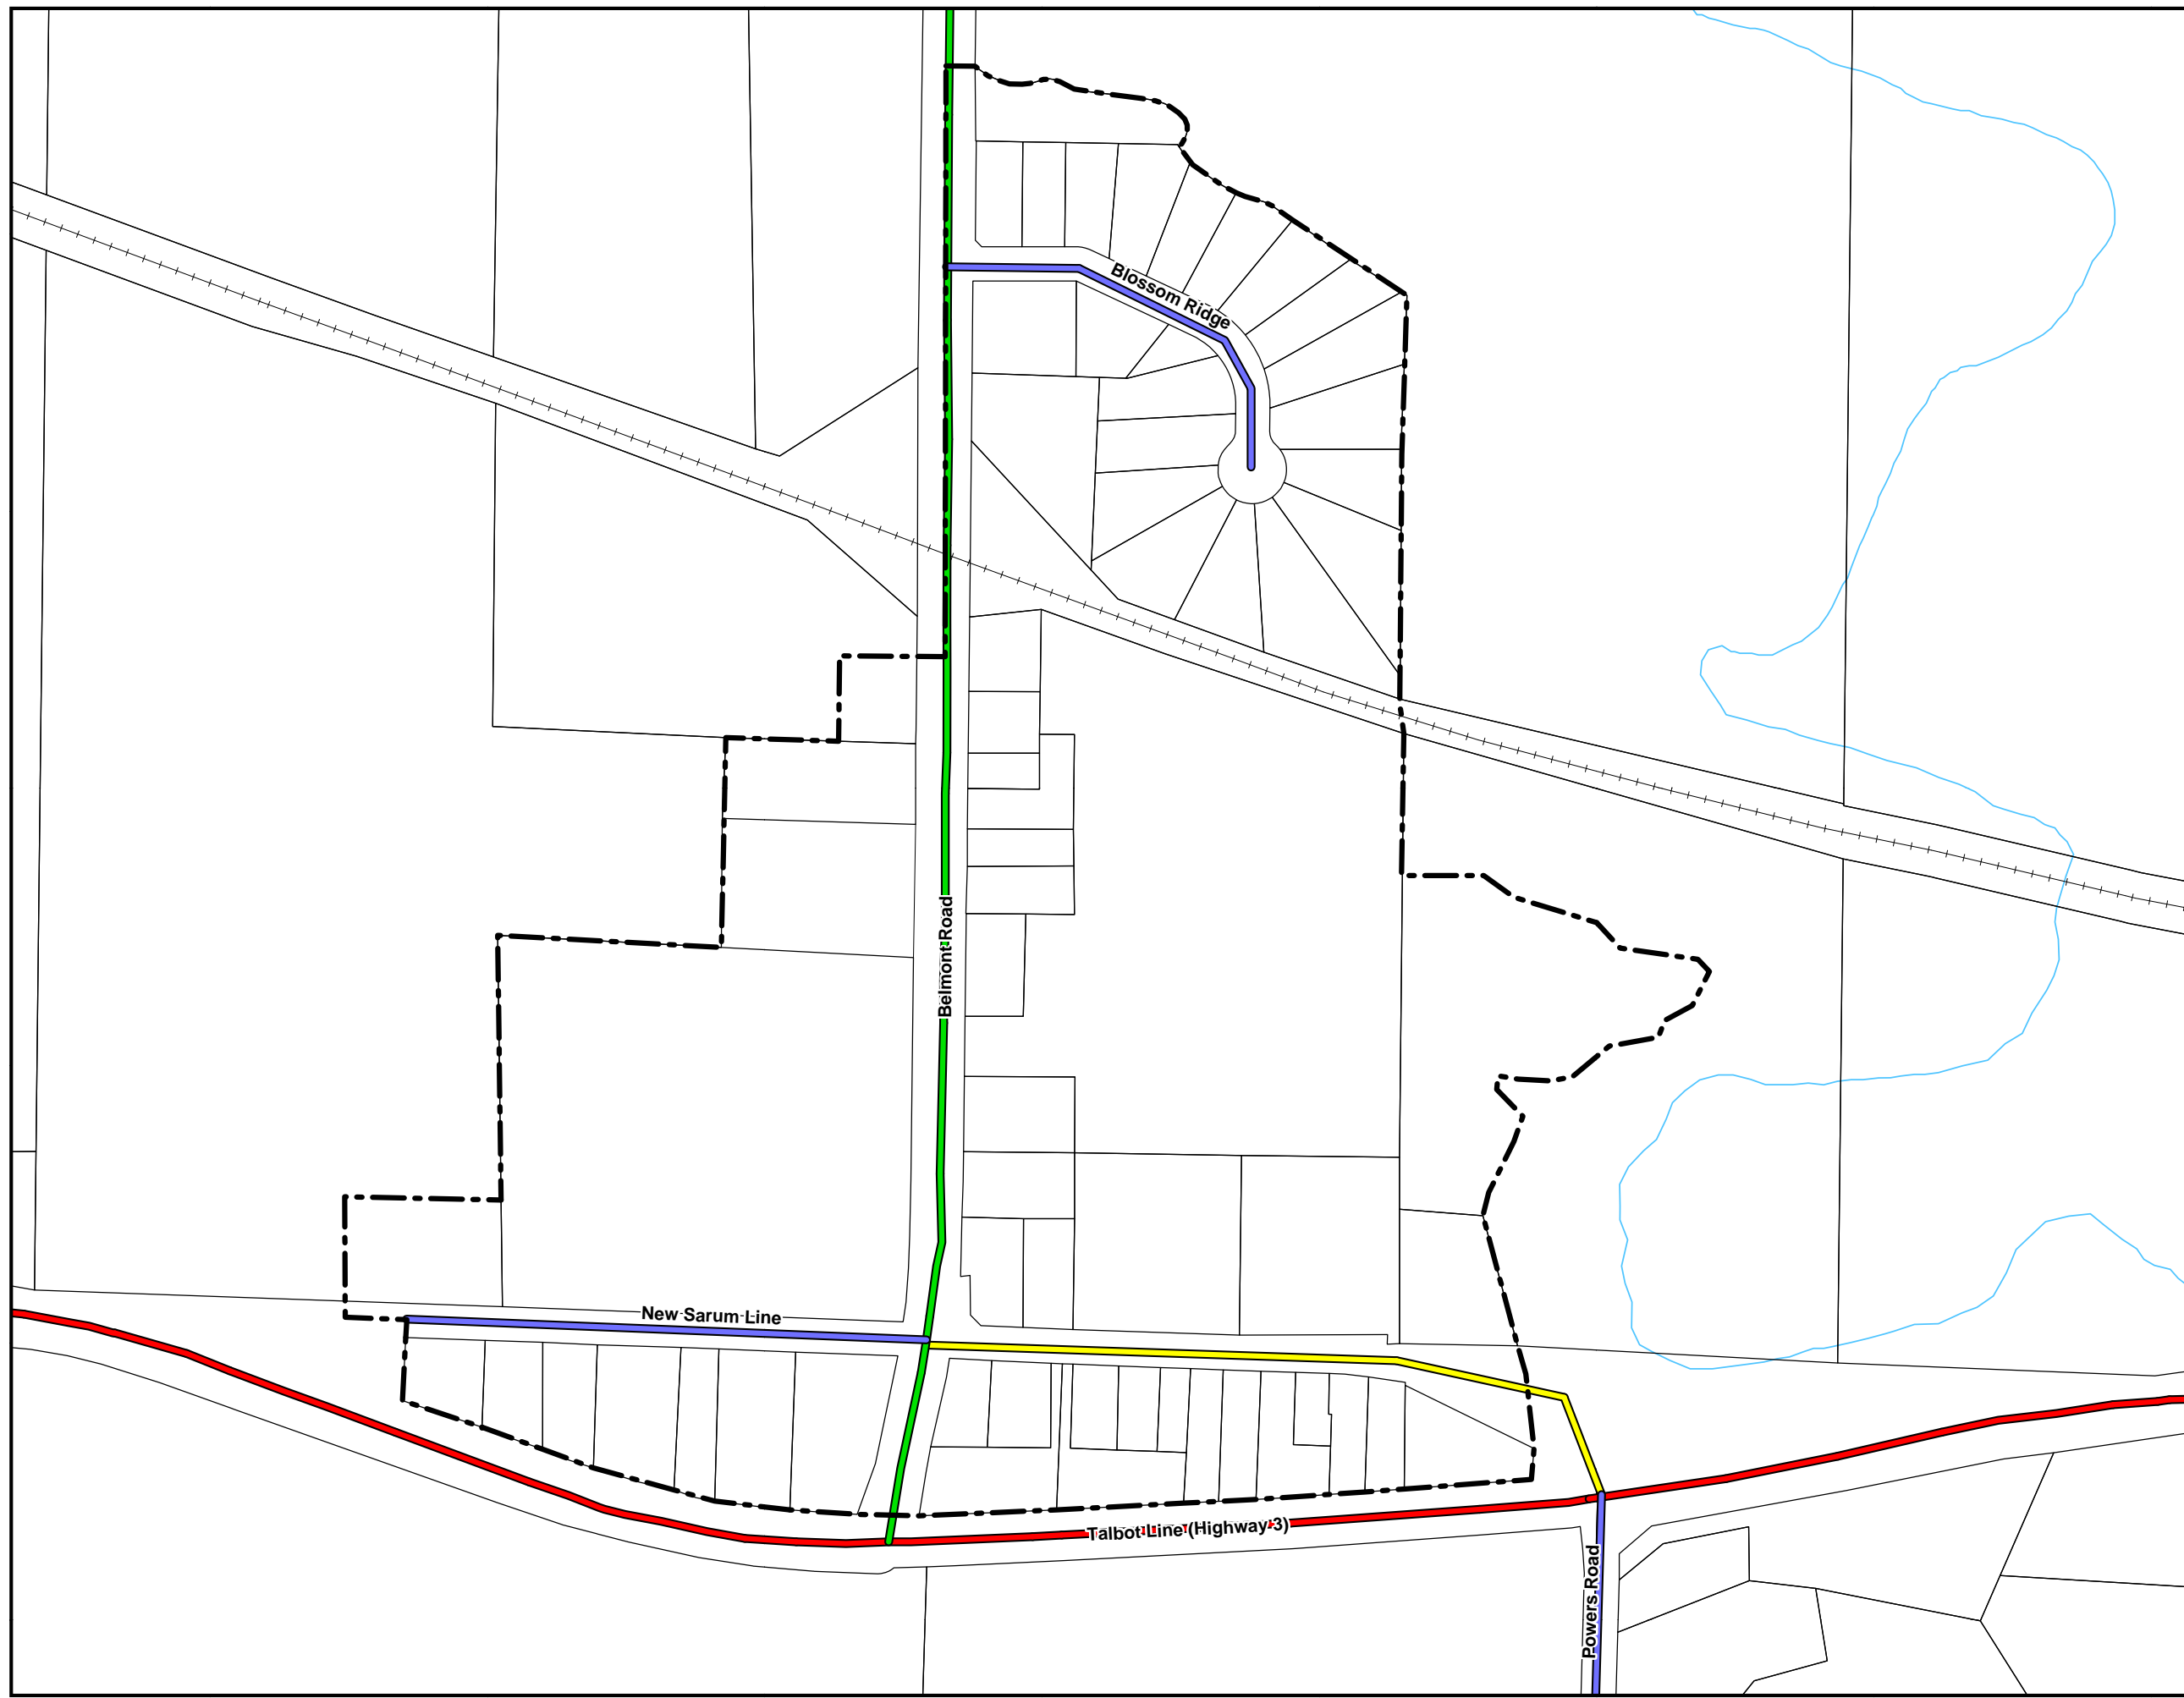 Blossom Ridge
Belmont Road
New Sarum Line
Talbot Line (Highway 3)
Powers Road